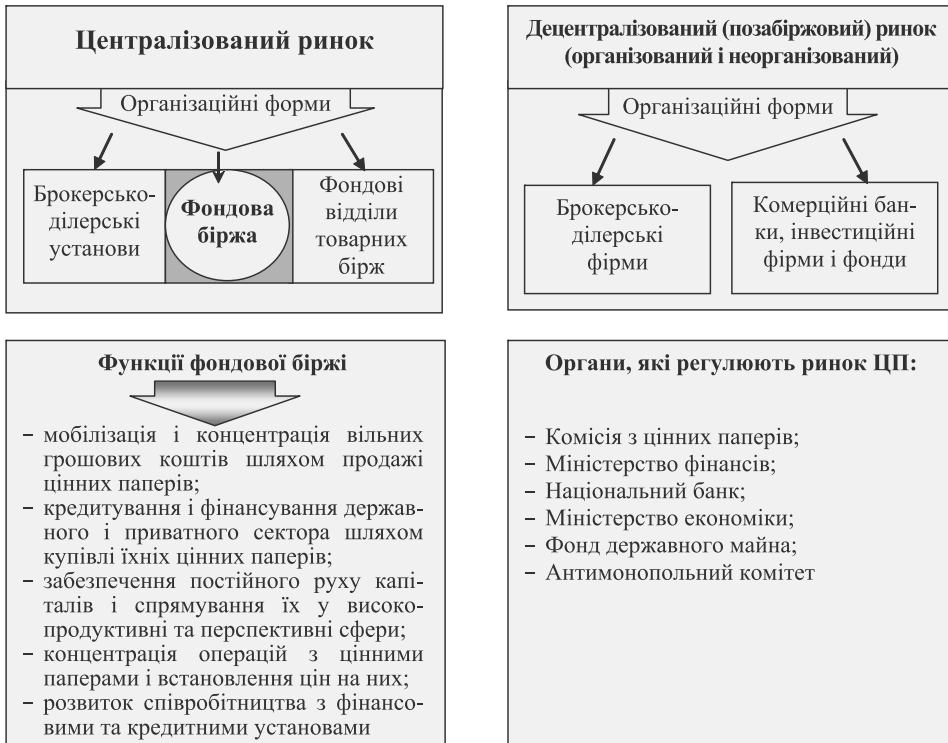 Централізований ринок
Організаційні форми
Брокерсько-
ділерські
установи
Фондова
біржа
Фондові
відділи
товарних
бірж
Децентралізований (позабіржовий) ринок
(організований і неорганізований)
Організаційні форми
Брокерсько-
ділерські
фірми
Комерційні бан-
ки, інвестиційні
фірми і фонди
Функції фондової біржі
– мобілізація і концентрація вільних
грошових коштів шляхом продажі
цінних паперів;
– кредитування і фінансування держав-
ного і приватного сектора шляхом
купівлі їхніх цінних паперів;
– забезпечення постійного руху капі-
талів і спрямування їх у високо-
продуктивні та перспективні сфери;
– концентрація операцій з цінними
паперами і встановлення цін на них;
– розвиток співробітництва з фінансо-
вими та кредитними установами
Органи, які регулюють ринок ЦП:
– Комісія з цінних паперів;
– Міністерство фінансів;
– Національний банк;
– Міністерство економіки;
– Фонд державного майна;
– Антимонопольний комітет